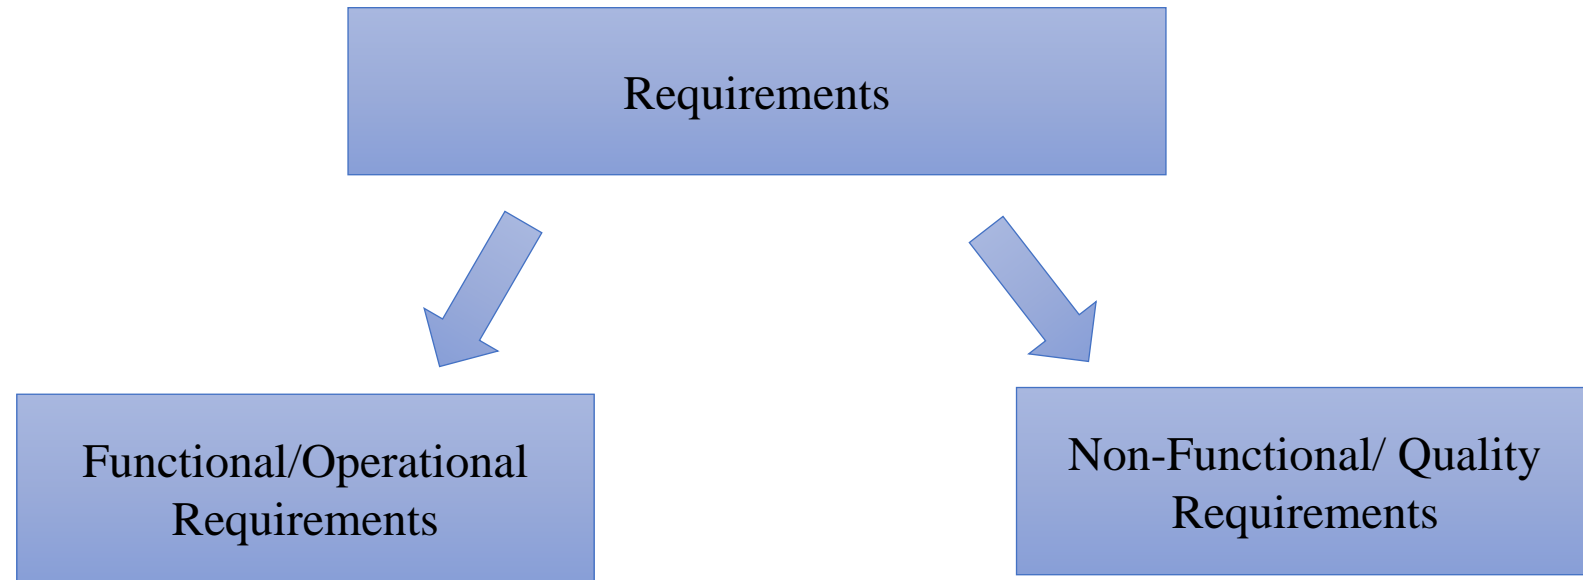 Requirements
Functional/Operational
Requirements
Non-Functional/ Quality
Requirements